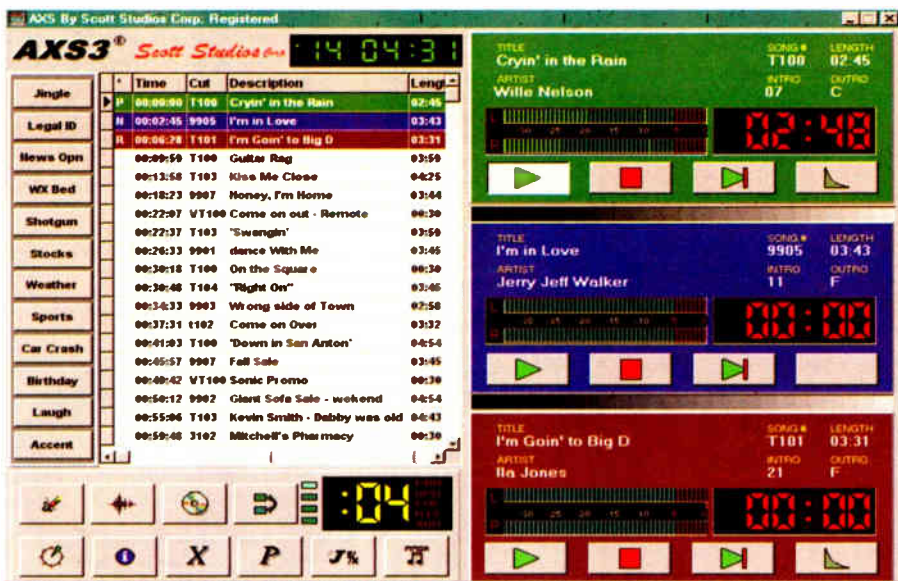 AXS By Scott Studios Corp: Registered
AXS3® Scott Studios Corp
:14 04:31
Jingle
Legal ID
News Opn
WX Bed
Shotgun
Stocks
Weather
Sports
Car Crash
Birthday
Laugh
Accent
* Time Cut Description Lengt
P 00:00:00 T100 Cryin' in the Rain 02:45
N 00:02:45 9905 I'm in Love 03:43
R 00:06:28 T101 I'm Goin' to Big D 03:31
00:09:59 T100 Guitar Rag 03:59
00:13:58 T103 Kiss Me Close 04:25
00:18:23 9907 Honey, I'm Home 03:44
00:22:07 VT100 Come on out - Remote 00:30
00:22:37 T103 'Swangin' 03:59
00:26:33 9901 dance With Me 03:45
00:30:18 T100 On the Square 00:30
00:30:48 T104 "Right On" 03:45
00:34:33 9903 Wrong side of Town 02:58
00:37:31 t102 Come on Over 03:32
00:41:03 T100 'Down in San Anton' 04:54
00:45:57 9907 Fall Sale 03:45
00:49:42 VT100 Sonic Promo 00:30
00:50:12 9902 Giant Sofa Sale - wekend 04:54
00:55:06 T103 Kevin Smith - Dabby was old 04:43
00:59:48 3102 Mitchell's Pharmacy 00:30
:04
X
P
TITLE SONG # LENGTH
Cryin' in the Rain T100 02:45
ARTIST INTRO OUTRO
Wille Nelson 07 C
L
R
02:48
TITLE SONG # LENGTH
I'm in Love 9905 03:43
ARTIST INTRO OUTRO
Jerry Jeff Walker 11 F
00:00
TITLE SONG # LENGTH
I'm Goin' to Big D T101 03:31
ARTIST INTRO OUTRO
Ila Jones 21 F
00:00